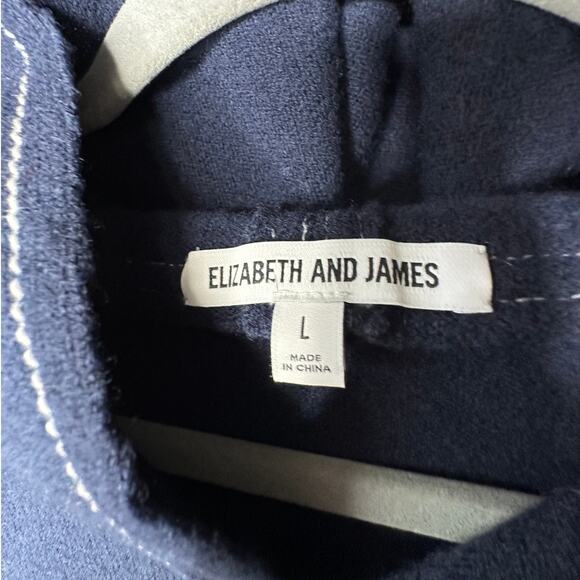 ELIZABETH AND JAMES
L
MADE
IN CHINA